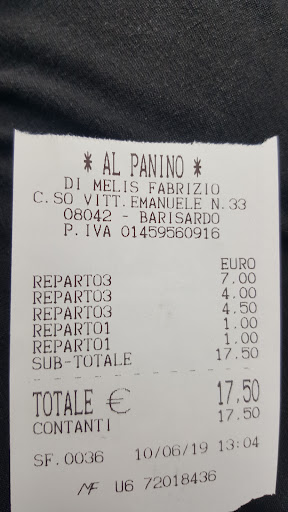 * AL PANINO *
DI MELIS FABRIZIO
C.SO VITT.EMANUELE N.33
08042 - BARISARDO
P.IVA 01459560916
EURO
REPARTO3 7.00
REPARTO3 4.00
REPARTO3 4.50
REPARTO1 1.00
REPARTO1 1.00
SUB-TOTALE 17.50
TOTALE € 17,50
CONTANTI 17.50
SF.0036 10/06/19 13:04
MF U6 72018436